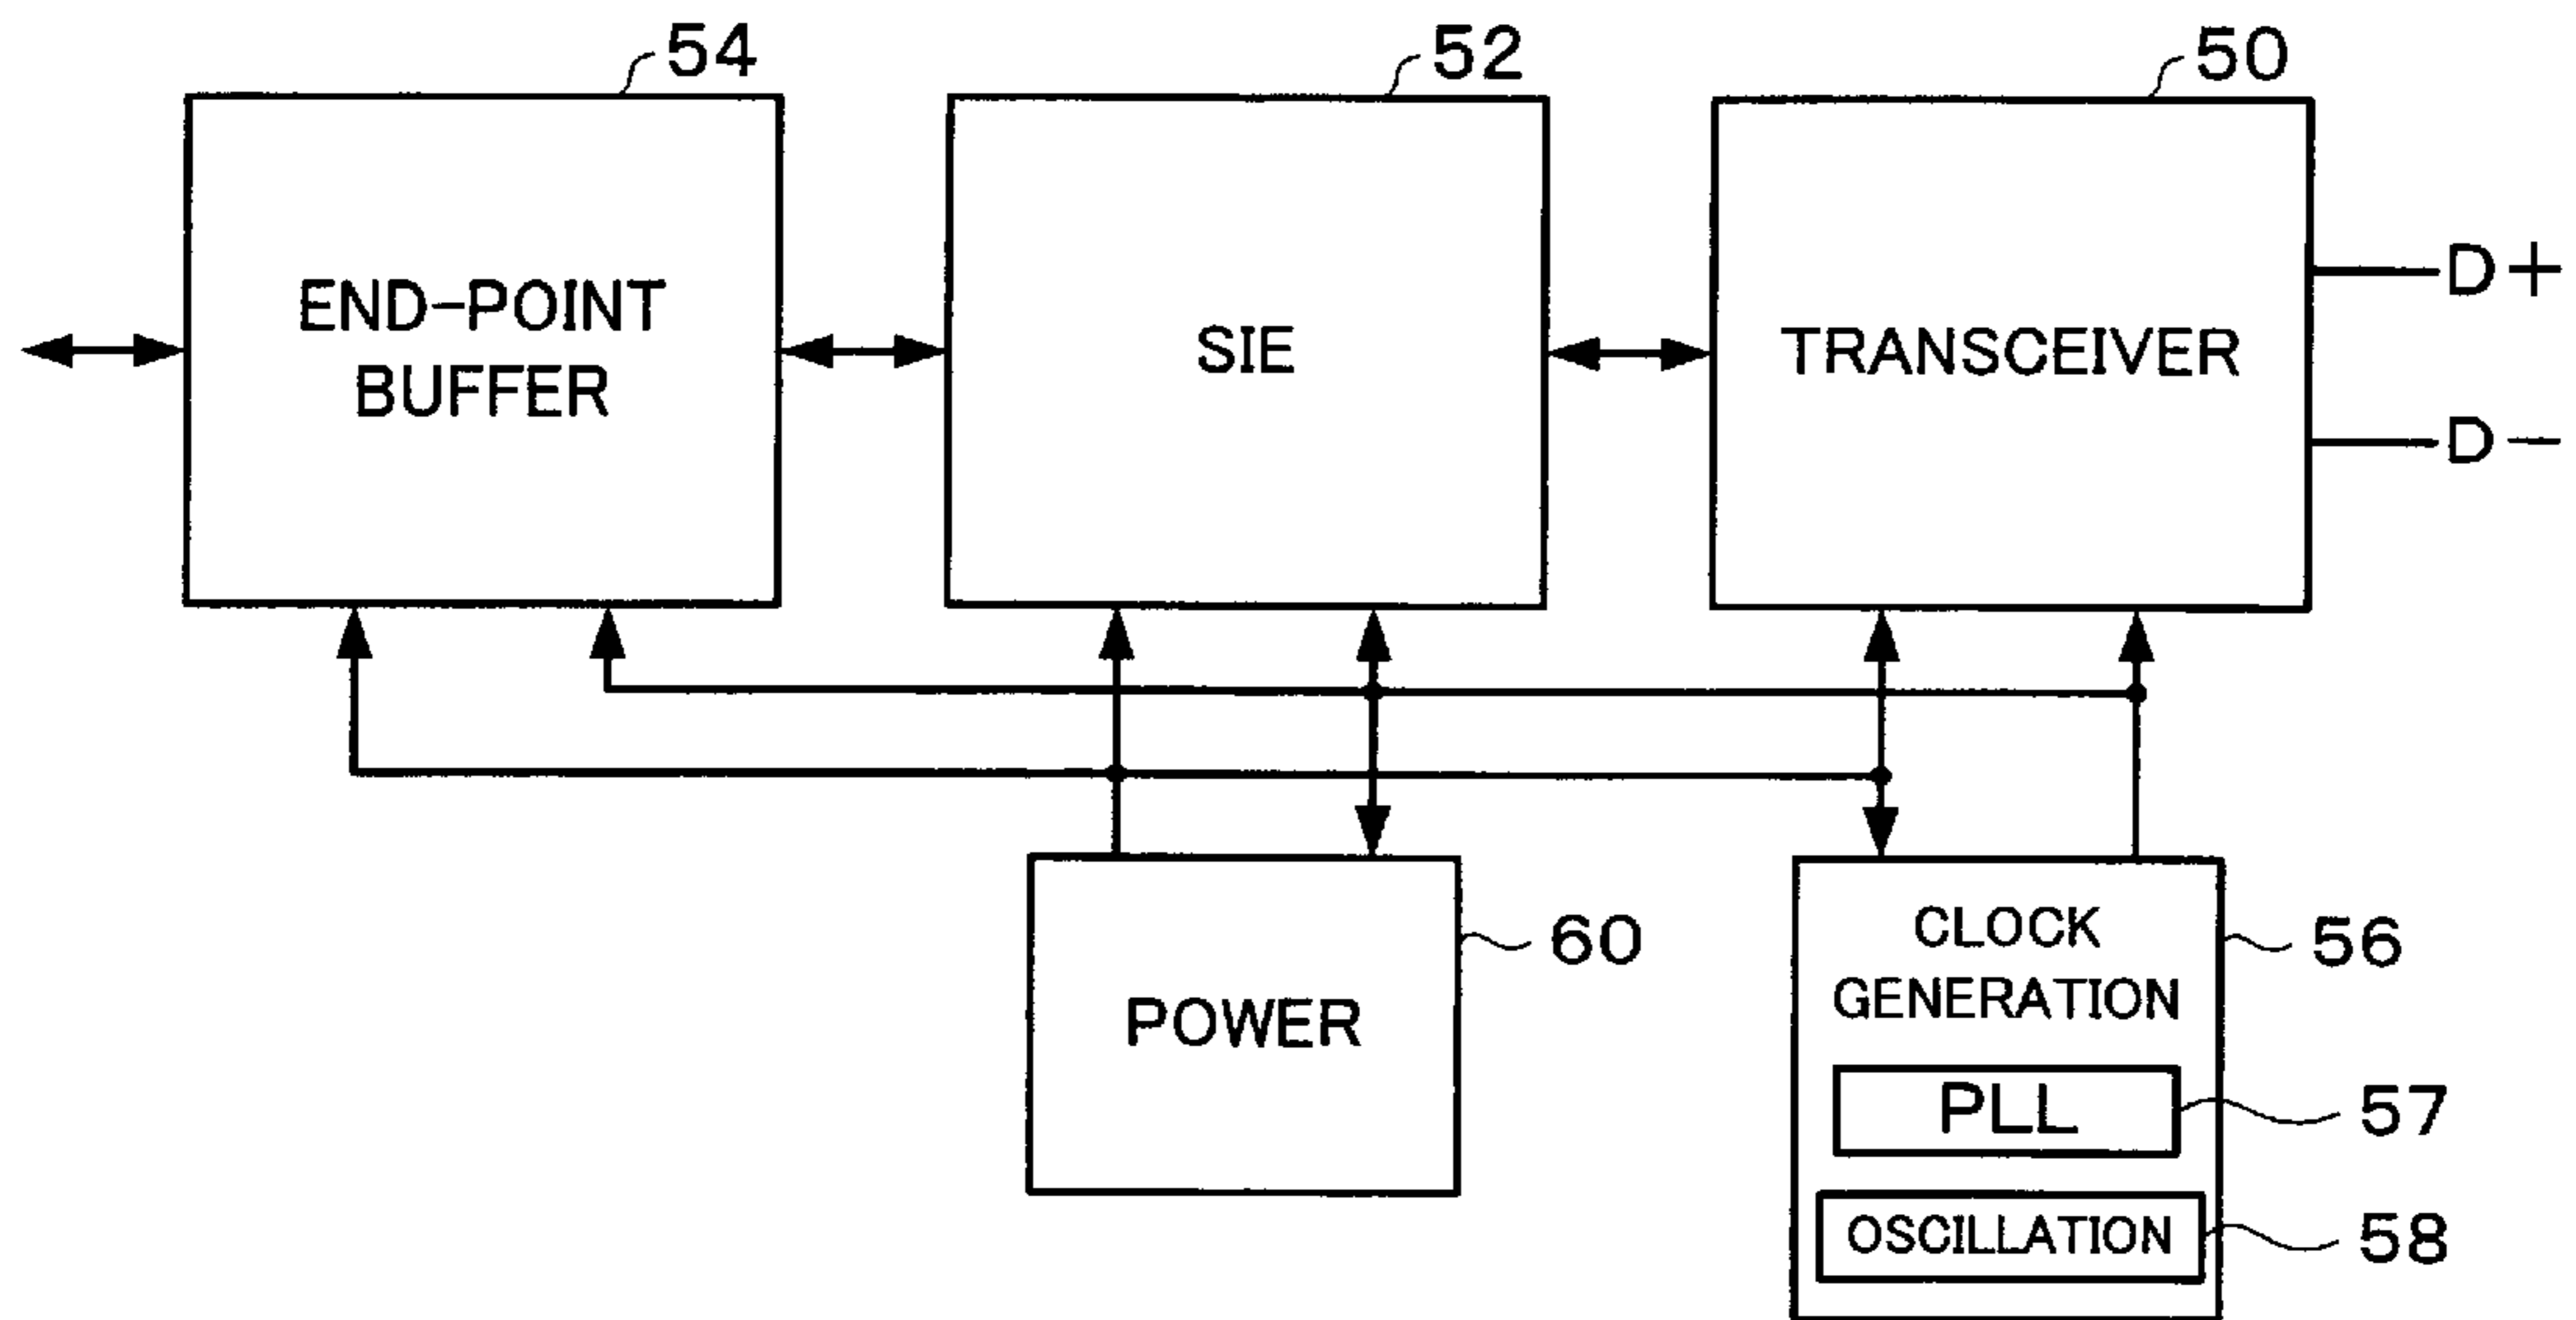 54
52
50
END-POINT
BUFFER
SIE
TRANSCEIVER
D+
D−
60
POWER
56
CLOCK
GENERATION
PLL
57
OSCILLATION
58